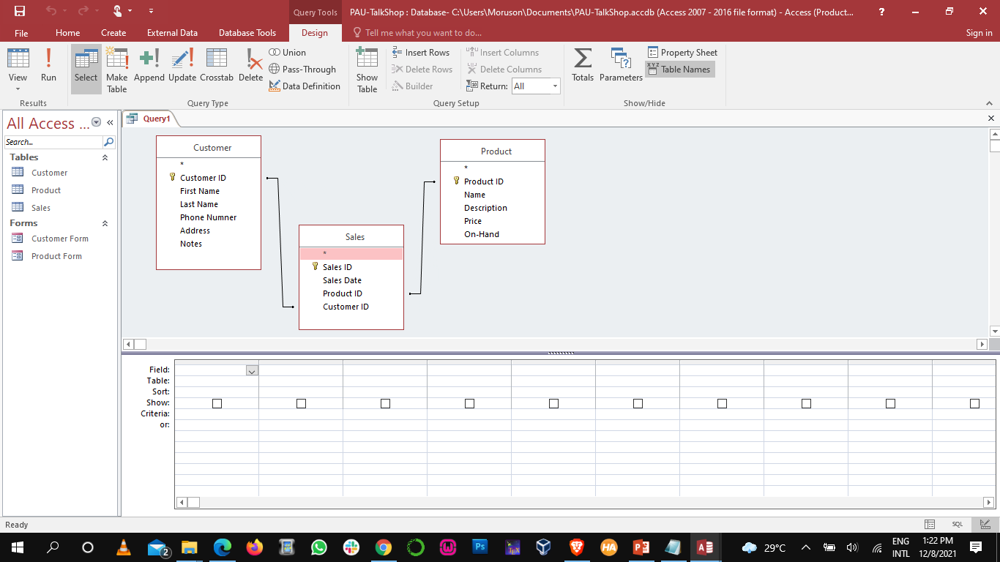 Query Tools
PAU-TalkShop : Database- C:\Users\Moruson\Documents\PAU-TalkShop.accdb (Access 2007 - 2016 file format) - Access (Product...
?
File
Home
Create
External Data
Database Tools
Design
Tell me what you want to do...
Sign in
View
Run
Select
Make Table
Append
Update
Crosstab
Delete
Union
Pass-Through
Data Definition
Show Table
Insert Rows
Delete Rows
Builder
Insert Columns
Delete Columns
Return:
All
Totals
Parameters
Property Sheet
XYZ
Table Names
Results
Query Type
Query Setup
Show/Hide
All Access ...
Search...
Tables
Customer
Product
Sales
Forms
Customer Form
Product Form
Query1
Customer
*
Customer ID
First Name
Last Name
Phone Numner
Address
Notes
Sales
*
Sales ID
Sales Date
Product ID
Customer ID
Product
*
Product ID
Name
Description
Price
On-Hand
Field:
Table:
Sort:
Show:
Criteria:
or:
Ready
SQL
2
HA
Ps
29°C
ENG
INTL
1:22 PM
12/8/2021